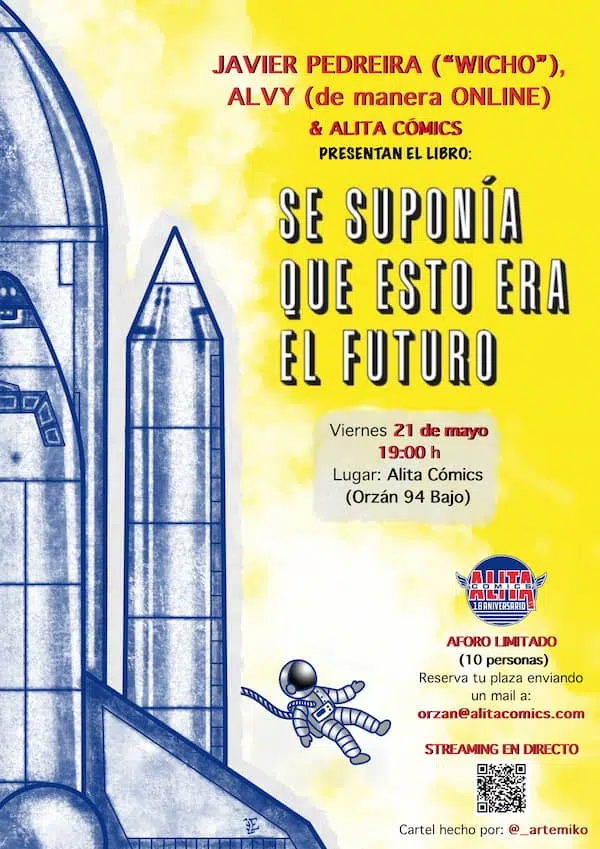 JAVIER PEDREIRA ("WICHO"),
ALVY (de manera ONLINE)
& ALITA CÓMICS
PRESENTAN EL LIBRO:
SE SUPONÍA
QUE ESTO ERA
EL FUTURO
Viernes 21 de mayo
19:00 h
Lugar: Alita Cómics
(Orzán 94 Bajo)
ALITA
COMICS
18 ANIVERSARIO
AFORO LIMITADO
(10 personas)
Reserva tu plaza enviando
un mail a:
orzan@alitacomics.com
STREAMING EN DIRECTO
Cartel hecho por: @_artemiko